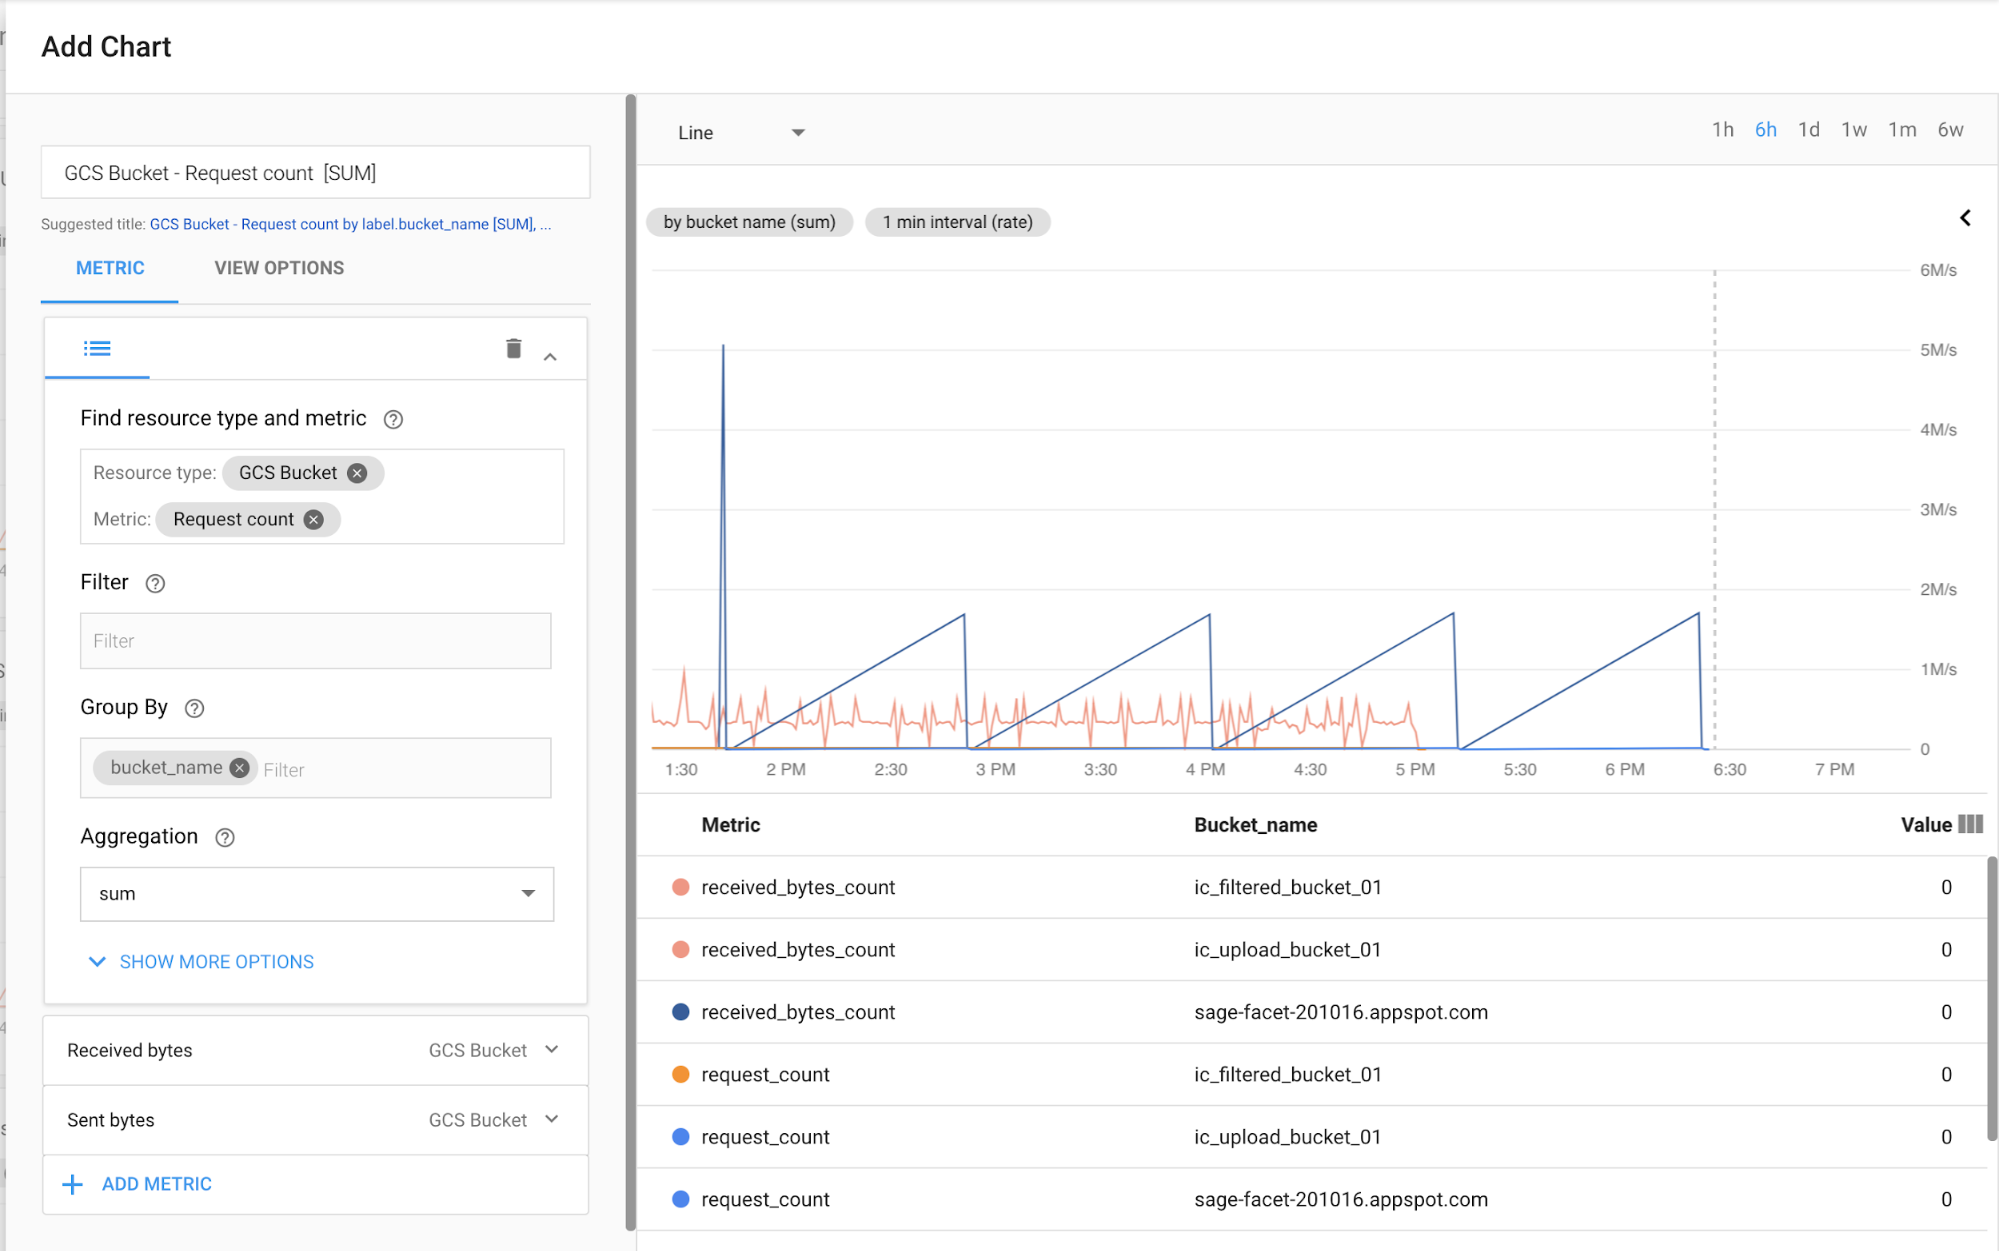 Add Chart
GCS Bucket - Request count [SUM]
Suggested title: GCS Bucket - Request count by label.bucket_name [SUM], ...
METRIC VIEW OPTIONS
Find resource type and metric
Resource type: GCS Bucket
Metric: Request count
Filter
Filter
Group By
bucket_name Filter
Aggregation
sum
SHOW MORE OPTIONS
Received bytes GCS Bucket
Sent bytes GCS Bucket
ADD METRIC
Line
1h 6h 1d 1w 1m 6w
by bucket name (sum) 1 min interval (rate)
6M/s
5M/s
4M/s
3M/s
2M/s
1M/s
0
1:30 2 PM 2:30 3 PM 3:30 4 PM 4:30 5 PM 5:30 6 PM 6:30 7 PM
Metric Bucket_name Value
received_bytes_count ic_filtered_bucket_01 0
received_bytes_count ic_upload_bucket_01 0
received_bytes_count sage-facet-201016.appspot.com 0
request_count ic_filtered_bucket_01 0
request_count ic_upload_bucket_01 0
request_count sage-facet-201016.appspot.com 0